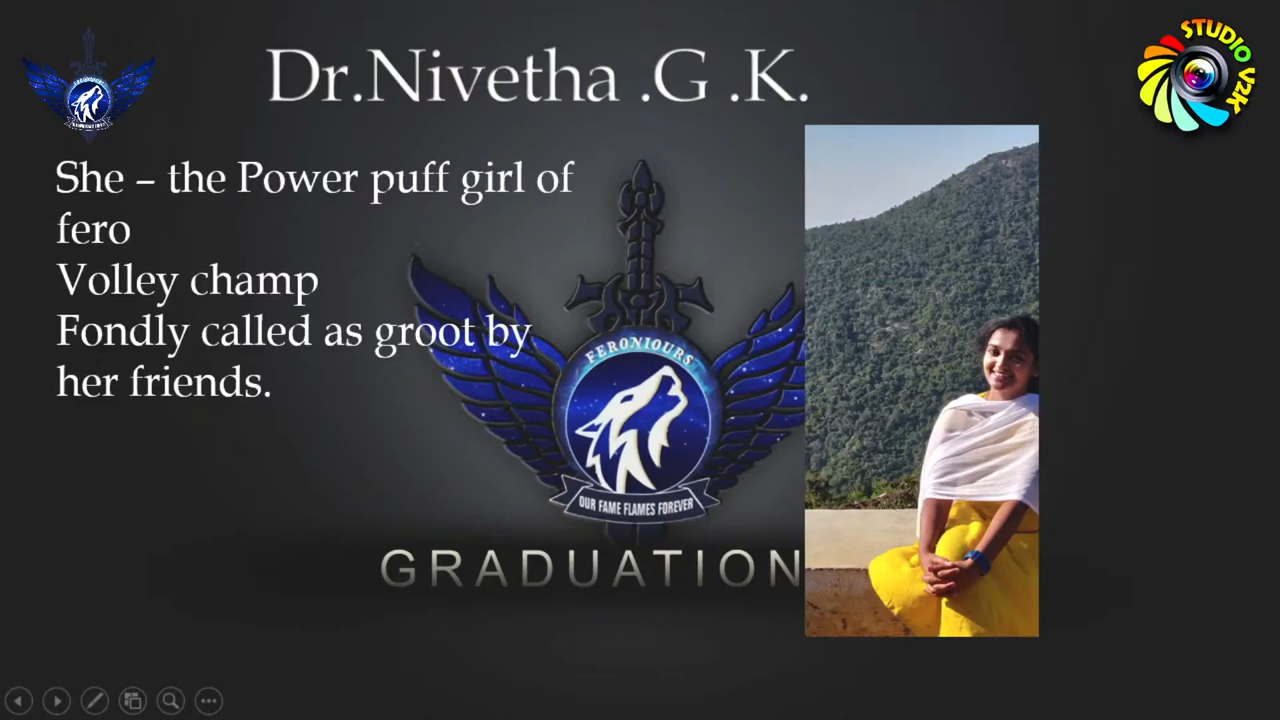 Dr.Nivetha .G .K.
STUDIO V2K
She – the Power puff girl of
fero
Volley champ
Fondly called as groot by
her friends.
FERONIOURS
OUR FAME FLAMES FOREVER
GRADUATION